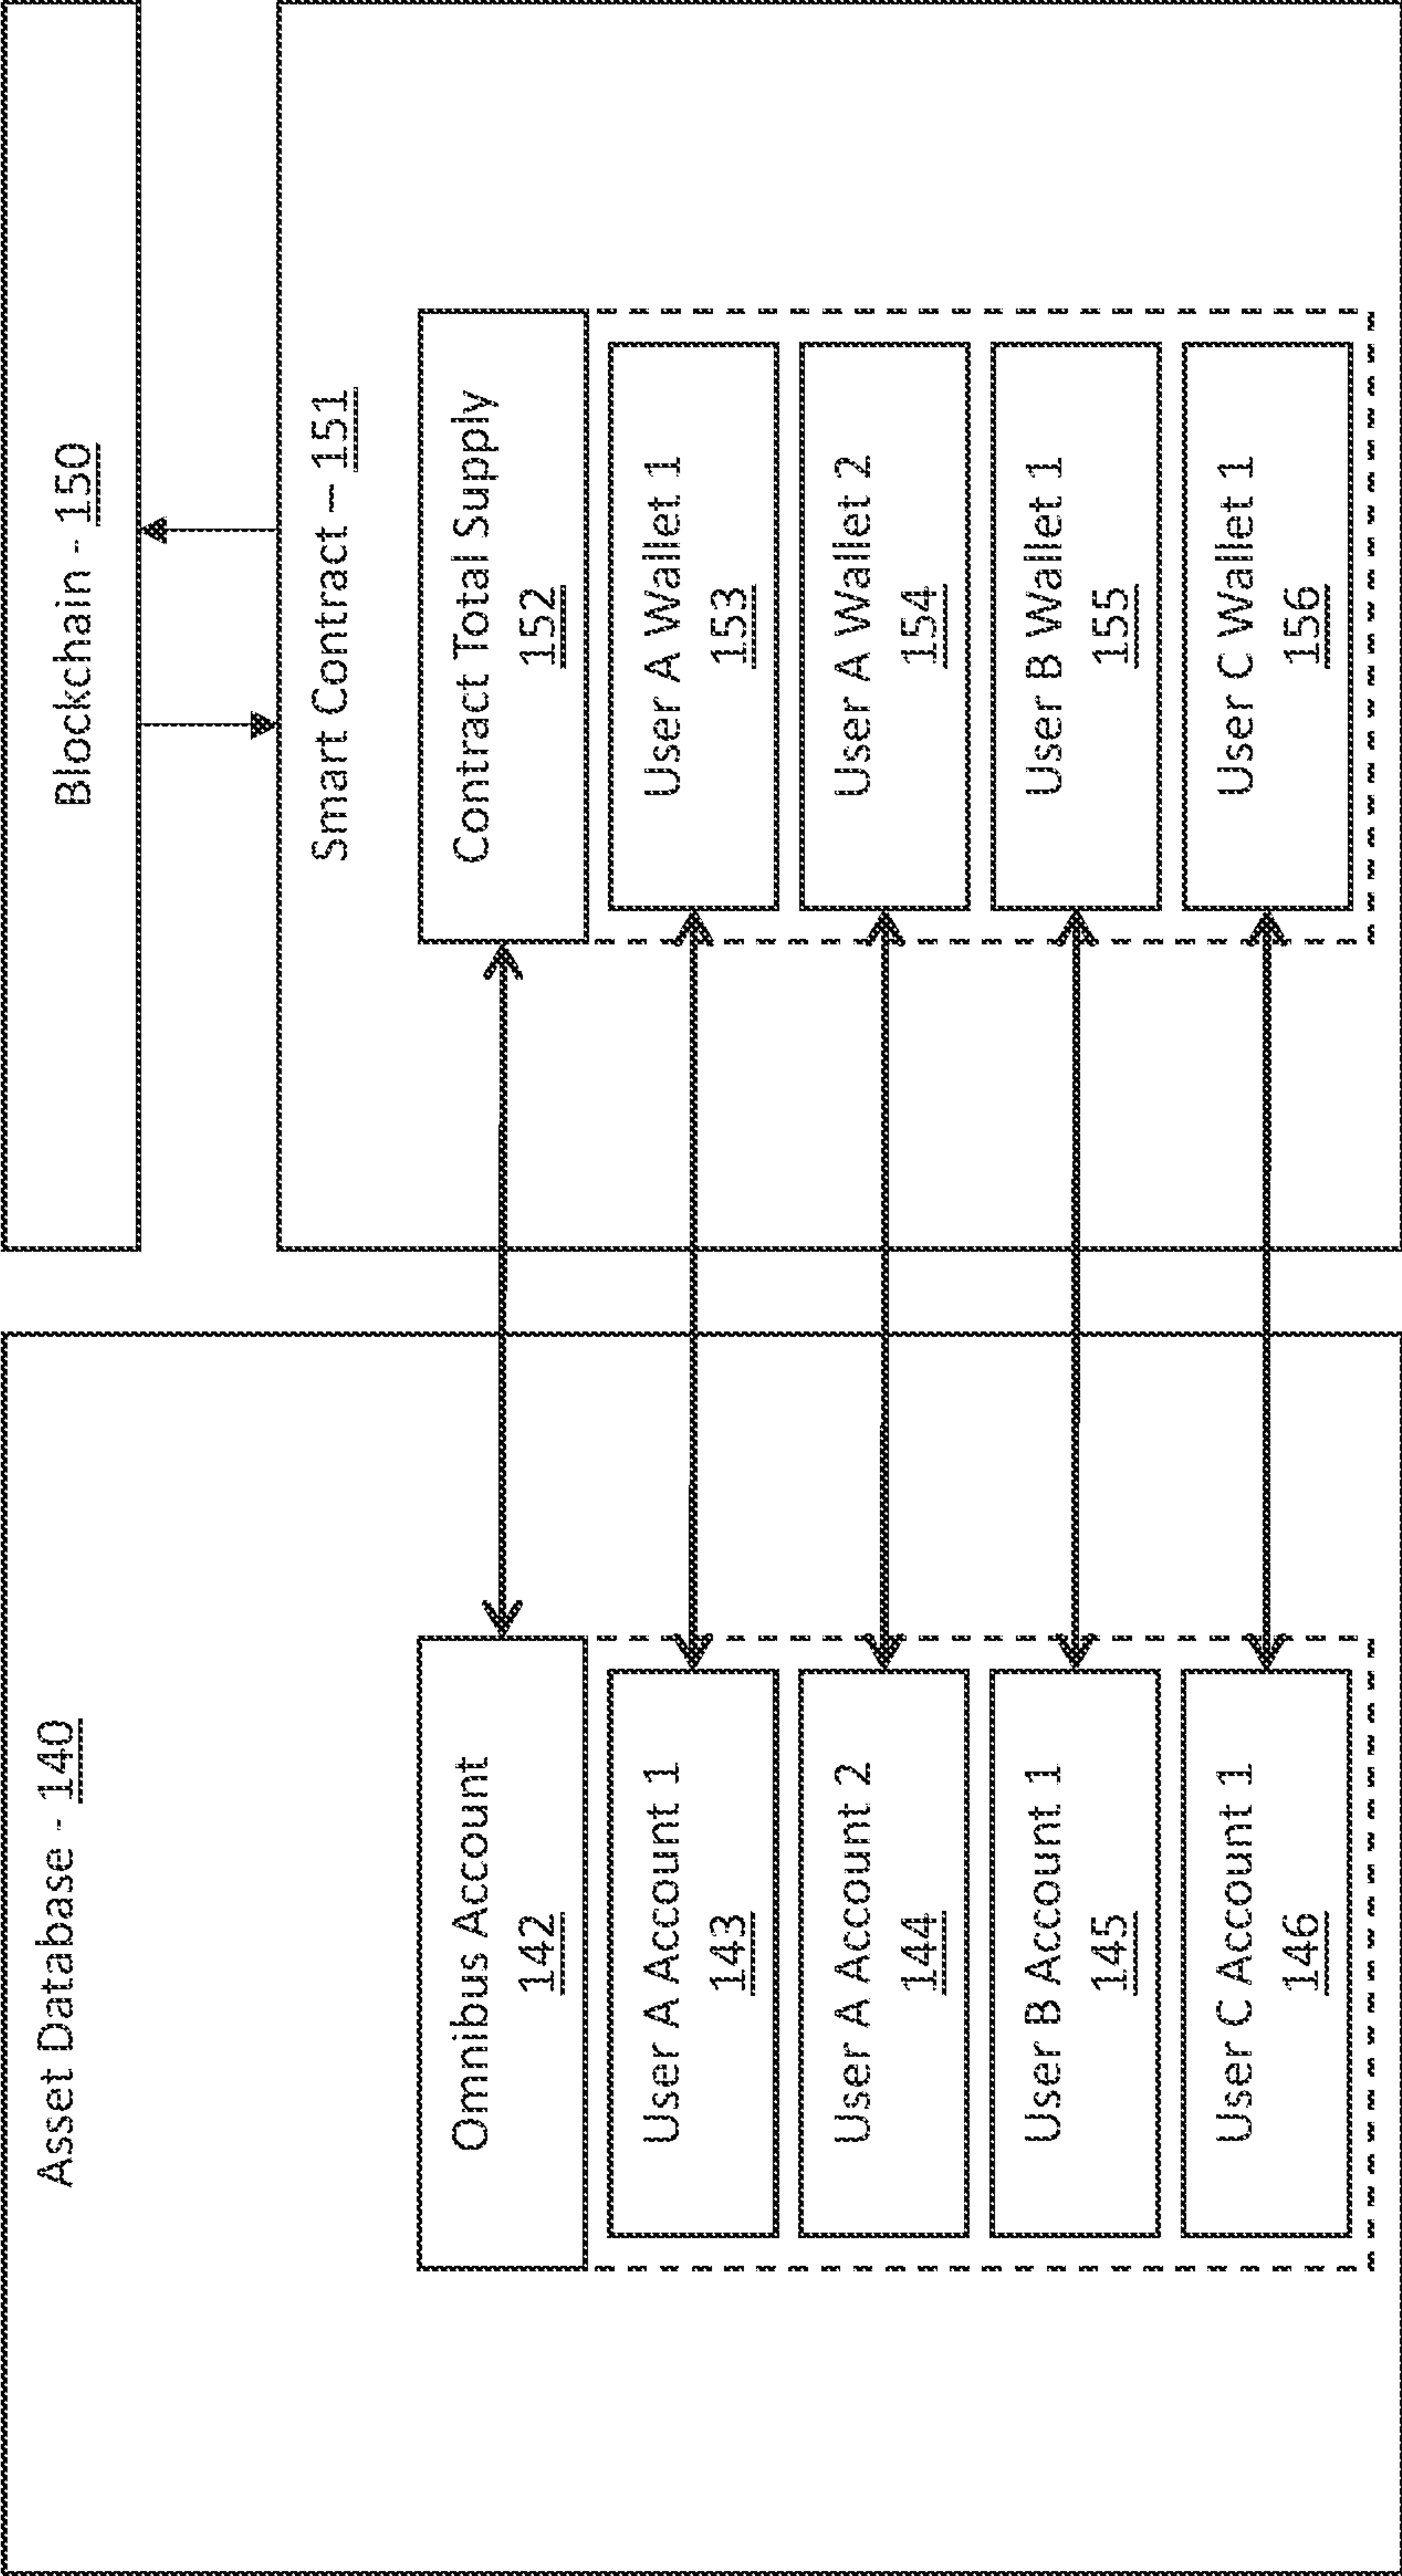 Asset Database - 140
Omnibus Account
142
User A Account 1
143
User A Account 2
144
User B Account 1
145
User C Account 1
146
Blockchain - 150
Smart Contract – 151
Contract Total Supply
152
User A Wallet 1
153
User A Wallet 2
154
User B Wallet 1
155
User C Wallet 1
156